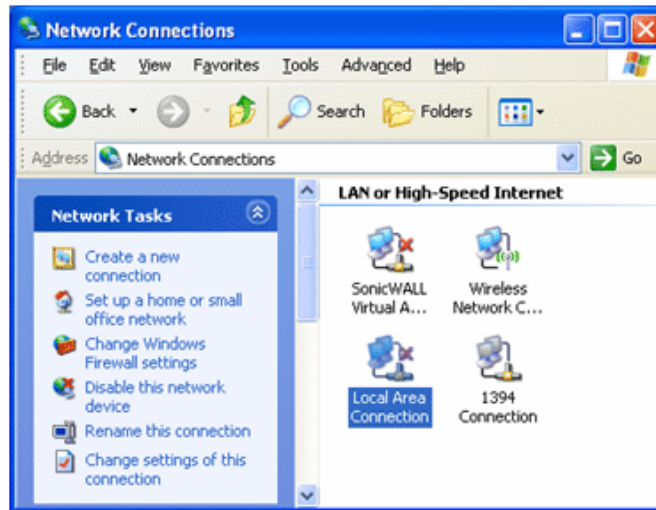 Network Connections
File Edit View Favorites Tools Advanced Help
Back Search Folders
Address Network Connections Go
Network Tasks
Create a new
connection
Set up a home or small
office network
Change Windows
Firewall settings
Disable this network
device
Rename this connection
Change settings of this
connection
LAN or High-Speed Internet
SonicWALL
Virtual A...
Wireless
Network C...
Local Area
Connection
1394
Connection